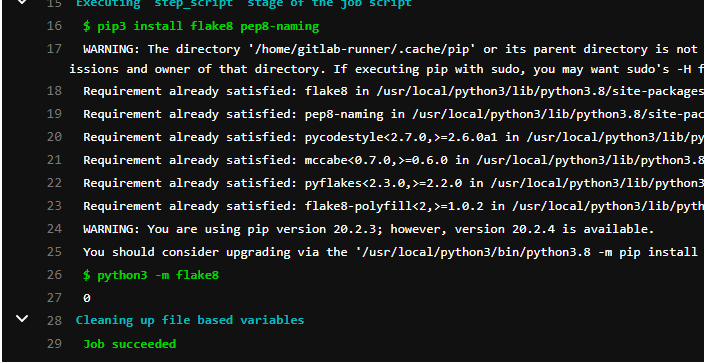 15 Executing "step_script" stage of the job script
16 $ pip3 install flake8 pep8-naming
17 WARNING: The directory '/home/gitlab-runner/.cache/pip' or its parent directory is not
issions and owner of that directory. If executing pip with sudo, you may want sudo's -H f
18 Requirement already satisfied: flake8 in /usr/local/python3/lib/python3.8/site-packages
19 Requirement already satisfied: pep8-naming in /usr/local/python3/lib/python3.8/site-pac
20 Requirement already satisfied: pycodestyle<2.7.0,>=2.6.0a1 in /usr/local/python3/lib/py
21 Requirement already satisfied: mccabe<0.7.0,>=0.6.0 in /usr/local/python3/lib/python3.8
22 Requirement already satisfied: pyflakes<2.3.0,>=2.2.0 in /usr/local/python3/lib/python3
23 Requirement already satisfied: flake8-polyfill<2,>=1.0.2 in /usr/local/python3/lib/pyth
24 WARNING: You are using pip version 20.2.3; however, version 20.2.4 is available.
25 You should consider upgrading via the '/usr/local/python3/bin/python3.8 -m pip install
26 $ python3 -m flake8
27 0
28 Cleaning up file based variables
29 Job succeeded